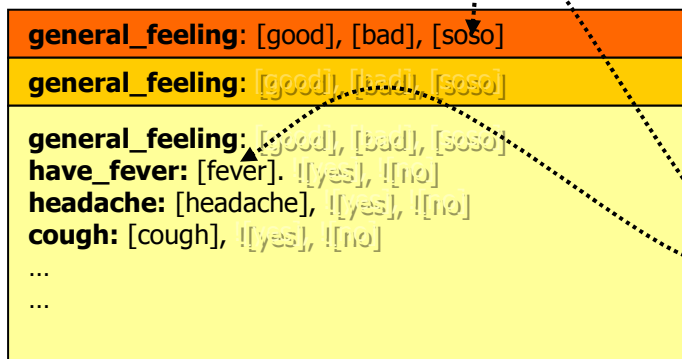 general_feeling: [good], [bad], [soso]
general_feeling: [good], [bad], [soso]
general_feeling: [good], [bad], [soso]
have_fever: [fever]. ![yes], ![no]
headache: [headache], ![yes], ![no]
cough: [cough], ![yes], ![no]
…
…